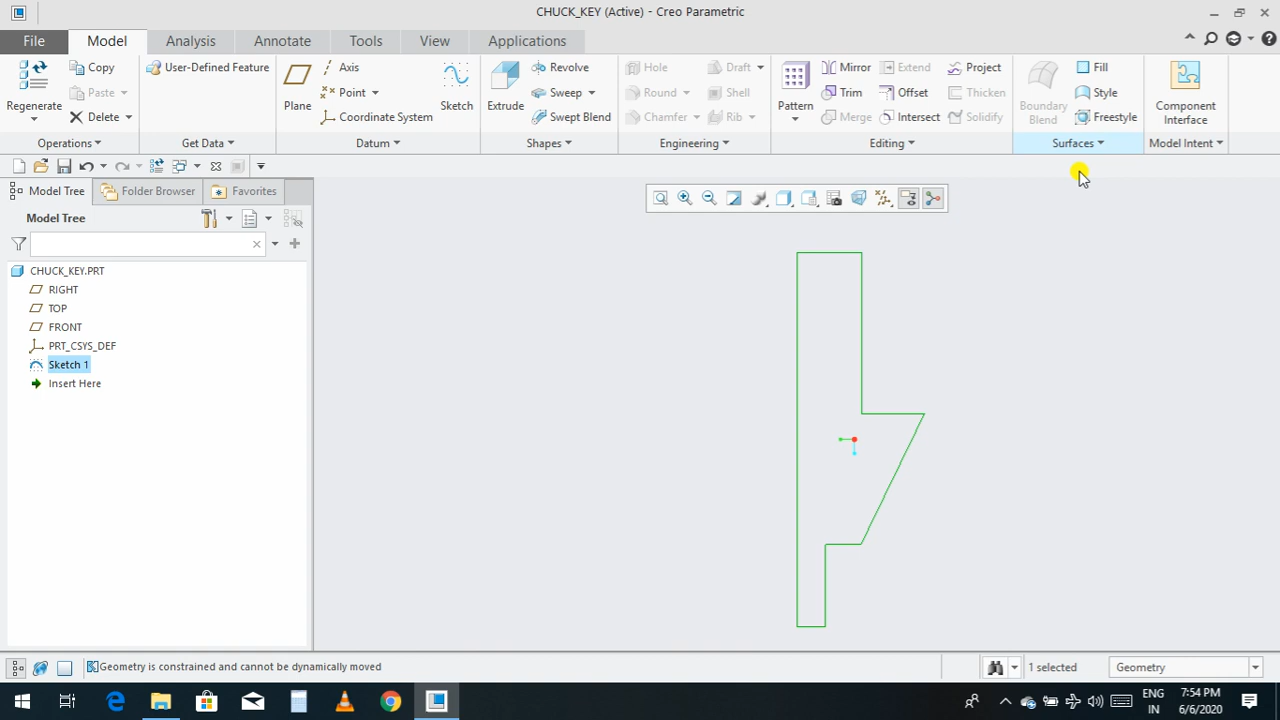 CHUCK_KEY (Active) - Creo Parametric
File Model Analysis Annotate Tools View Applications
Regenerate
Copy
Paste
Delete
Operations
User-Defined Feature
Get Data
Plane
Axis
Point
Coordinate System
Sketch
Datum
Extrude
Revolve
Sweep
Swept Blend
Shapes
Hole
Round
Chamfer
Draft
Shell
Rib
Engineering
Pattern
Mirror
Trim
Merge
Extend
Offset
Intersect
Project
Thicken
Solidify
Editing
Boundary
Blend
Fill
Style
Freestyle
Surfaces
Component
Interface
Model Intent
Model Tree Folder Browser Favorites
Model Tree
CHUCK_KEY.PRT
RIGHT
TOP
FRONT
PRT_CSYS_DEF
Sketch 1
Insert Here
Geometry is constrained and cannot be dynamically moved
1 selected
Geometry
ENG
IN
7:54 PM
6/6/2020